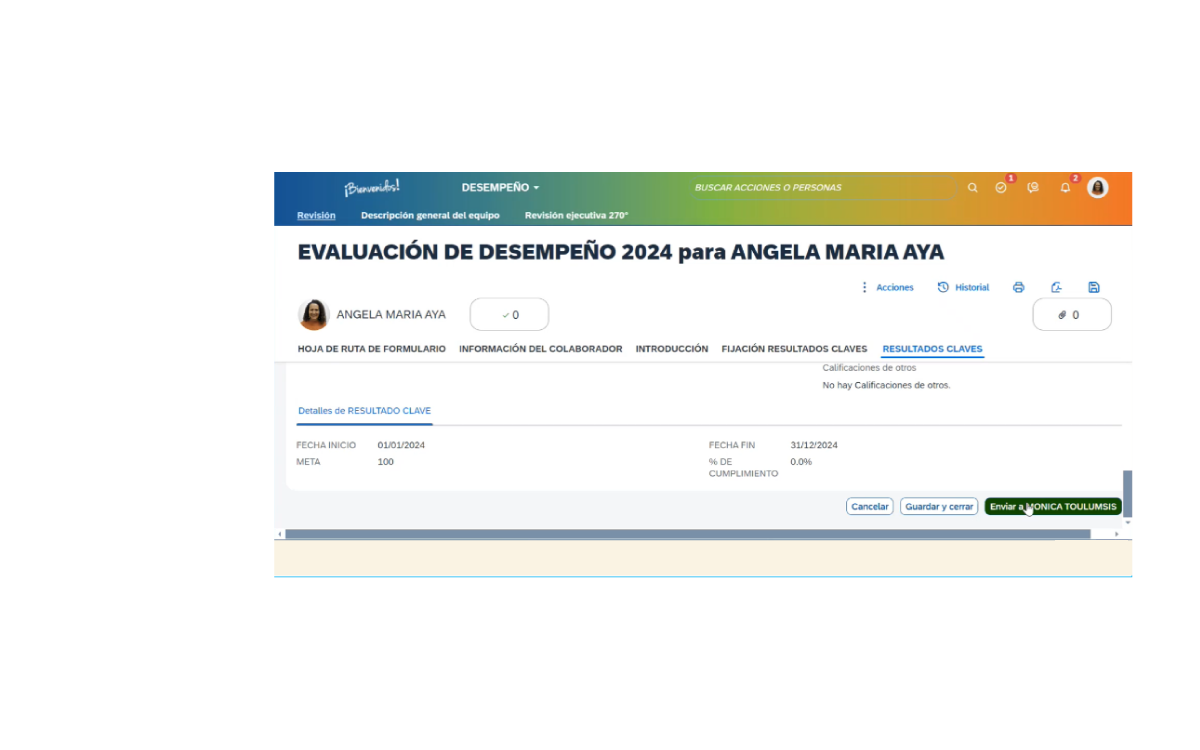 ¡Bienvenidos!
DESEMPEÑO
BUSCAR ACCIONES O PERSONAS
1
2
Revisión Descripción general del equipo Revisión ejecutiva 270°
EVALUACIÓN DE DESEMPEÑO 2024 para ANGELA MARIA AYA
Acciones Historial
ANGELA MARIA AYA
0
0
HOJA DE RUTA DE FORMULARIO INFORMACIÓN DEL COLABORADOR INTRODUCCIÓN FIJACIÓN RESULTADOS CLAVES RESULTADOS CLAVES
Calificaciones de otros
No hay Calificaciones de otros.
Detalles de RESULTADO CLAVE
FECHA INICIO 01/01/2024 FECHA FIN 31/12/2024
META 100 % DE 0.0%
CUMPLIMIENTO
Cancelar Guardar y cerrar Enviar a MONICA TOULUMSIS